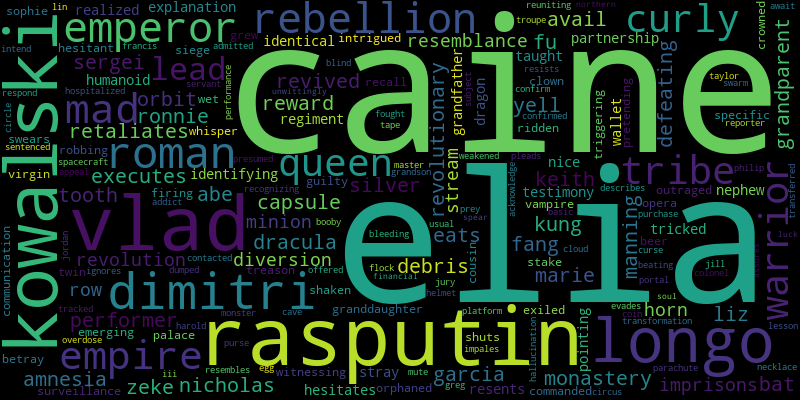 caine
elia
rasputin
vlad
kowalski
longo
dimitri
roman
emperor
rebellion
curly
queen
tribe
warrior
empire
mad
lead
sophie
lin
realized
explanation
grew
siege
hesitant
francis
admitted
intend
northern
reuniting
troupe
await
avail
crowned
identical
intrigued
resemblance
fu
partnership
sergei
humanoid
blind
revived
recall
taught
resists
clown
yell
confirm
grandfather
dragon
subject
servant
performance
orbit
wet
ronnie
reward
regiment
fought
tape
confirmed
specific
ridden
triggering
wallet
pretending
defeating
grandparent
taylor
swarm
reporter
respond
hospitalized
circle
swears
sentenced
virgin
spacecraft
appeal
robbing
retaliates
whisper
unwittingly
presumed
executes
identifying
guilty
grandson
master
weakened
pleads
revolutionary
stream
nice
keith
philip
outraged
describes
acknowledge
testimony
nephew
vampire
opera
transferred
tooth
abe
silver
capsule
addict
jordan
minion
booby
prey
spear
usual
basic
kung
purchase
tricked
beer
luck
manning
communication
revolution
contacted
dracula
eats
fang
cloud
curse
beating
jill
colonel
twin
ignores
dumped
treason
offered
diversion
bleeding
flock
financial
debris
cousin
stake
marie
portal
soul
row
shaken
jury
helmet
platform
exiled
horn
liz
evades
coin
transformation
lesson
tracked
performer
harold
monster
cave
granddaughter
palace
purse
emerging
shuts
impales
commanded
hallucination
pointing
parachute
necklace
overdose
iii
resembles
egg
witnessing
stray
mute
garcia
monastery
betray
amnesia
surveillance
zeke
nicholas
hesitates
orphaned
greg
resents
circus
imprisons
bat
firing